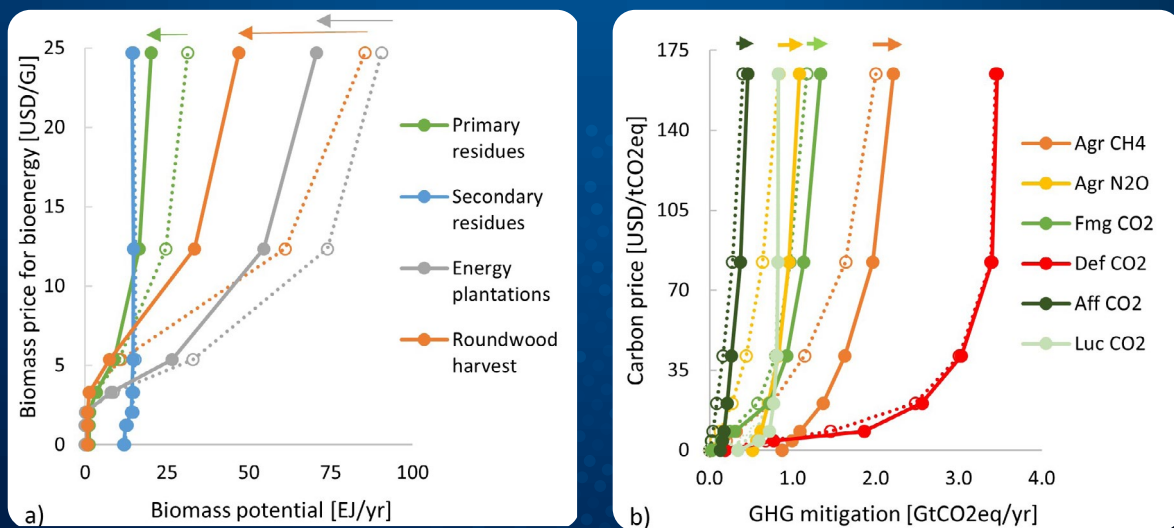 Biomass price for bioenergy [USD/GJ]
25
20
15
10
5
0
0
25
50
75
100
Biomass potential [EJ/yr]
a)
Primary
residues
Secondary
residues
Energy
plantations
Roundwood
harvest
Carbon price [USD/tCO2eq]
175
140
105
70
35
0
0.0
1.0
2.0
3.0
4.0
GHG mitigation [GtCO2eq/yr]
b)
Agr CH4
Agr N2O
Fmg CO2
Def CO2
Aff CO2
Luc CO2